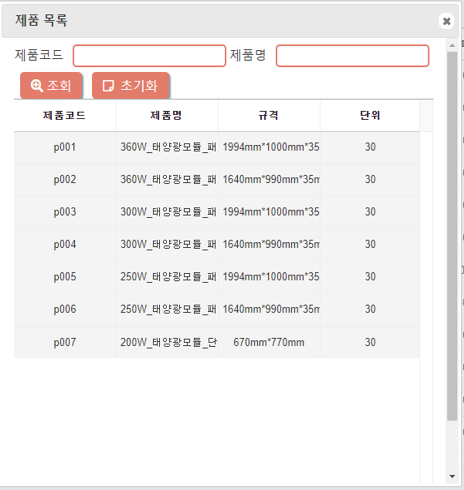 제품 목록
제품코드 제품명
조회 초기화
제품코드 제품명 규격 단위
p001 360W_태양광모듈_패 1994mm*1000mm*35 30
p002 360W_태양광모듈_패 1640mm*990mm*35m 30
p003 300W_태양광모듈_패 1994mm*1000mm*35 30
p004 300W_태양광모듈_패 1640mm*990mm*35m 30
p005 250W_태양광모듈_패 1994mm*1000mm*35 30
p006 250W_태양광모듈_패 1640mm*990mm*35m 30
p007 200W_태양광모듈_단 670mm*770mm 30